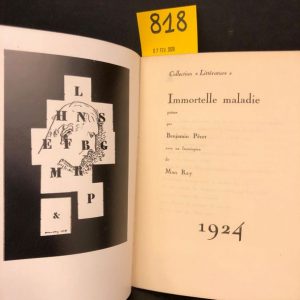 818
Collection « Littérature »
Immortelle maladie
poème
par
Benjamin Péret
avec un frontispice
de
Man Ray
1924
L
H N S
E F B G
M R P
&